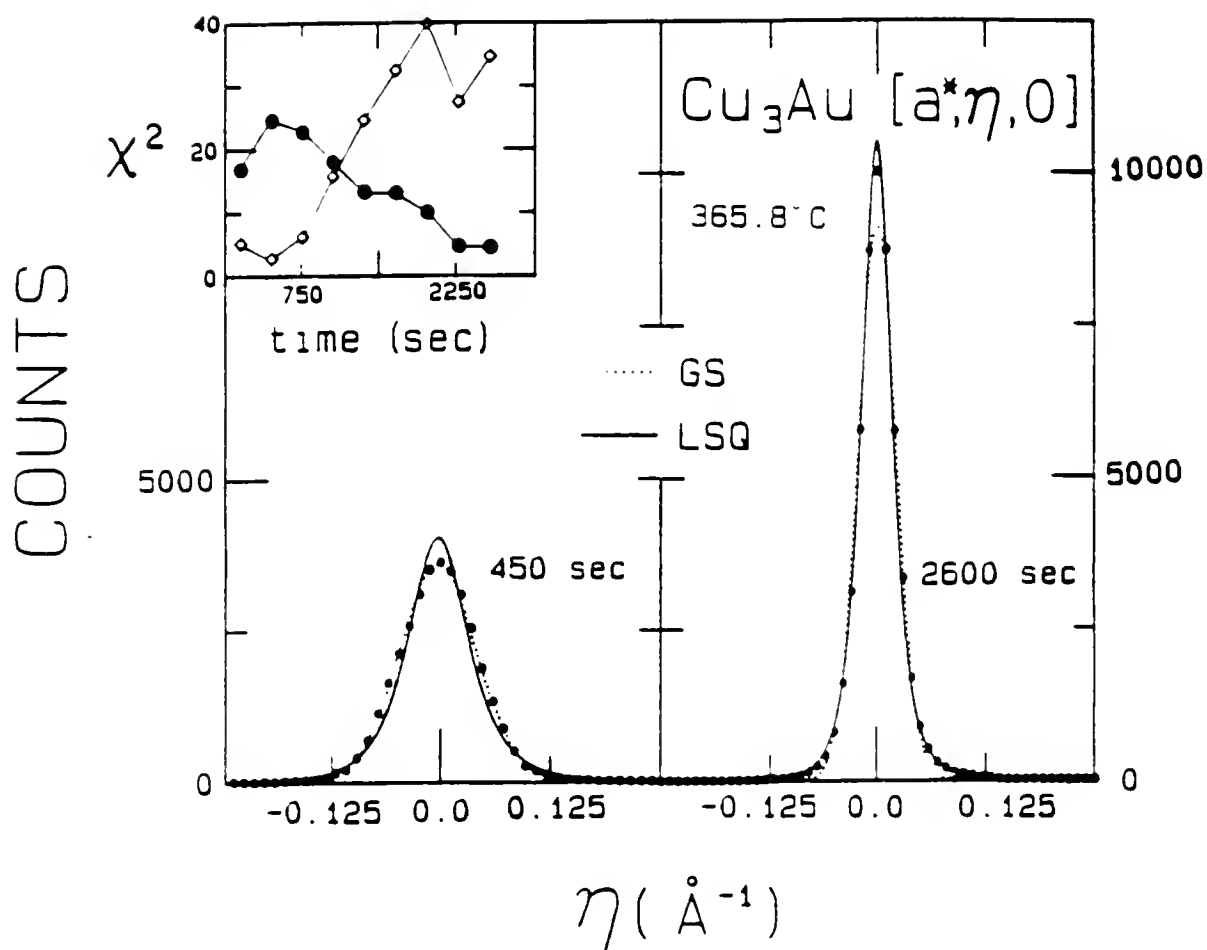 40
χ² 20
0
750 2250
time (sec)
Cu₃Au [a*,η,0]
10000
365.8°C
GS
LSQ
COUNTS
5000
5000
450 sec
2600 sec
0
0
-0.125 0.0 0.125
-0.125 0.0 0.125
η( Å⁻¹)